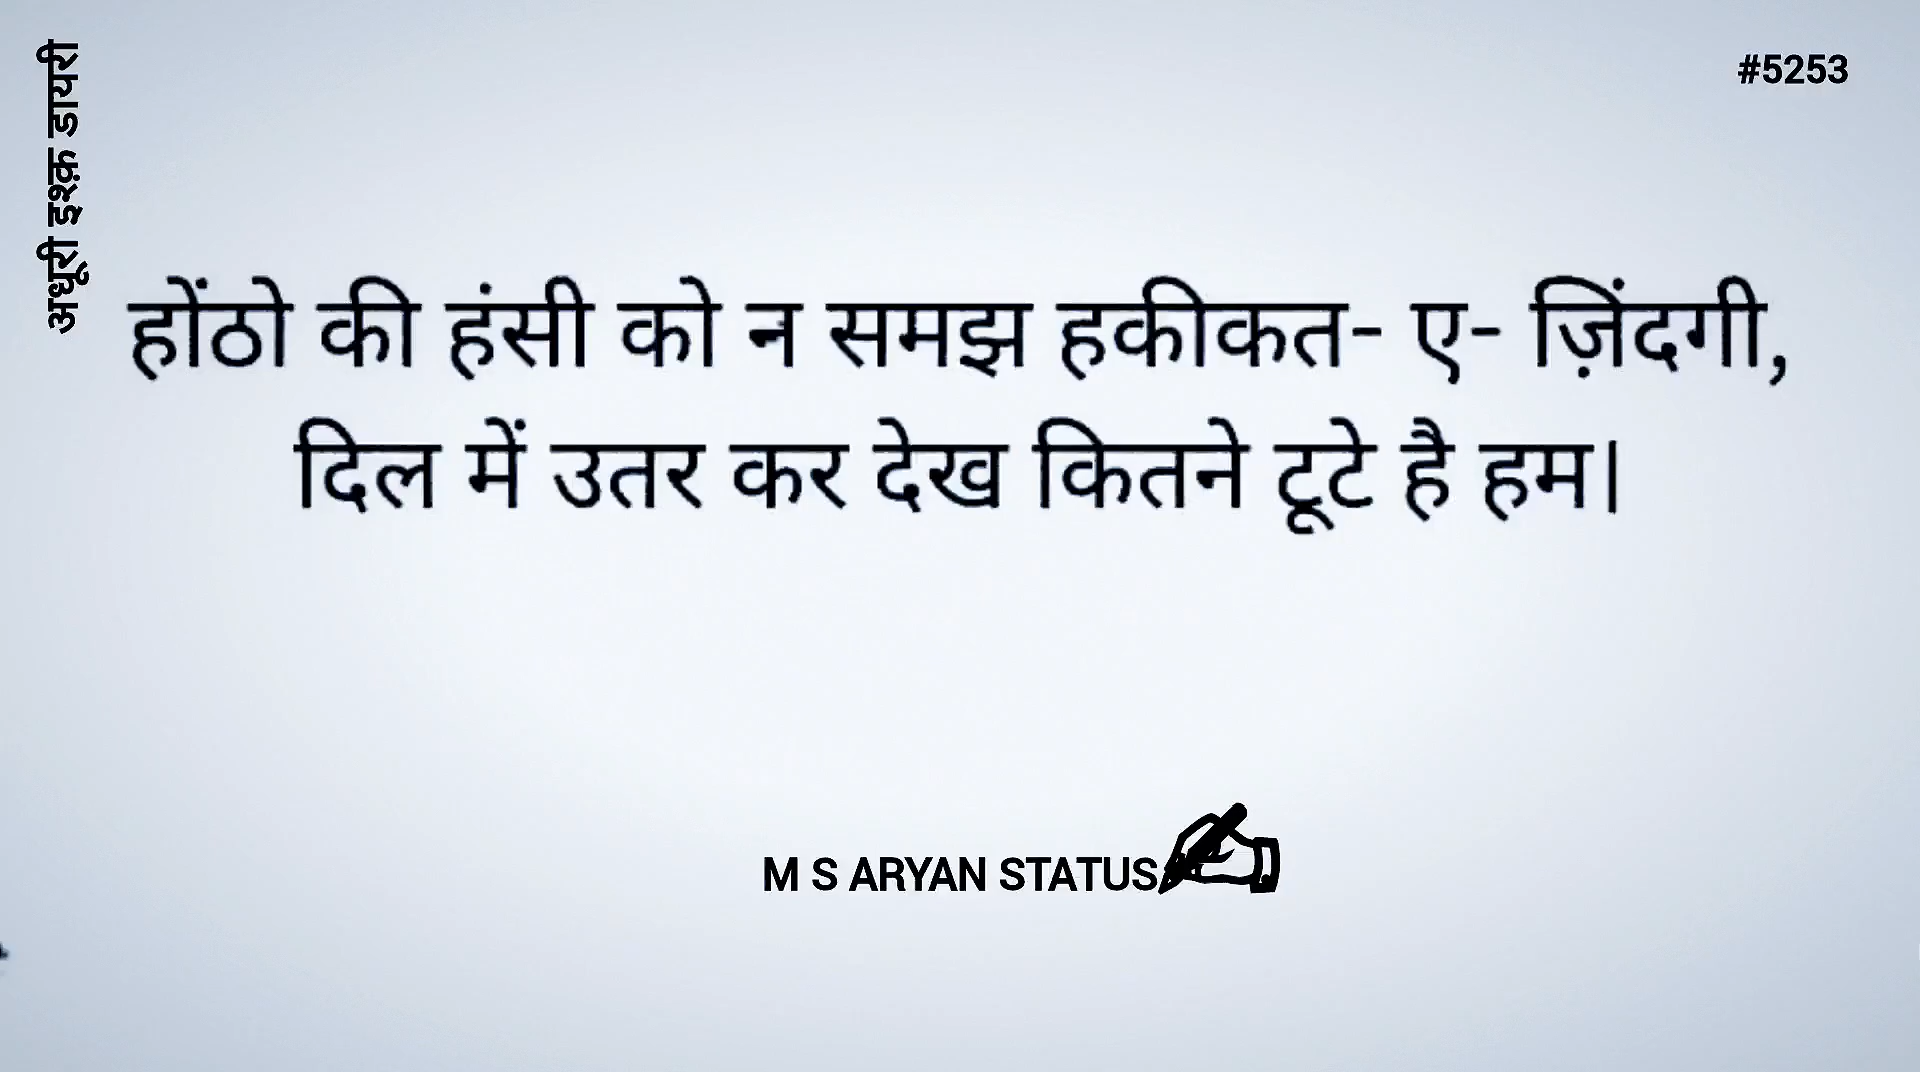 अधूरी इश्क़ डायरी
#5253
होंठो की हंसी को न समझ हकीकत- ए- ज़िंदगी,
दिल में उतर कर देख कितने टूटे है हम।
M S ARYAN STATUS